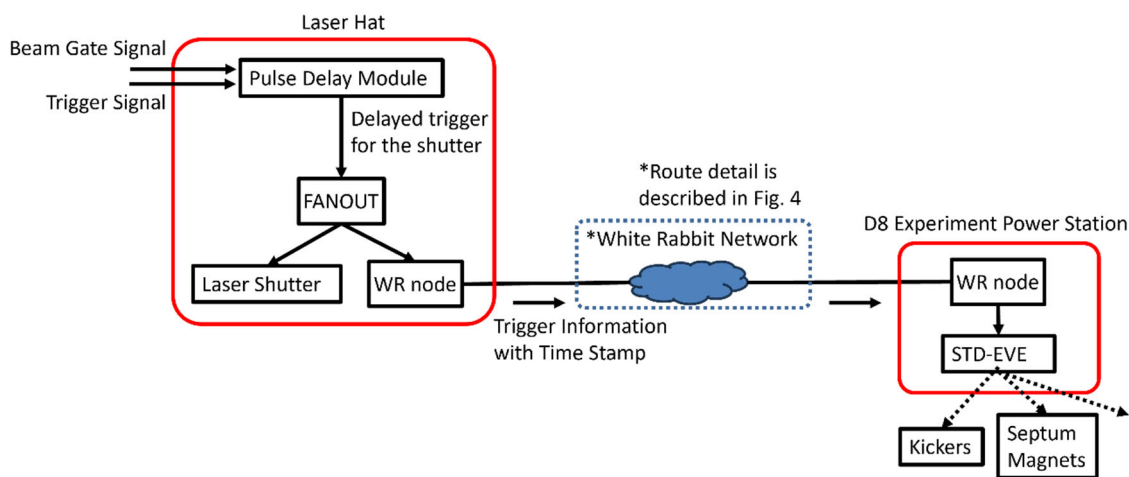 Laser Hat
Beam Gate Signal
Pulse Delay Module
Trigger Signal
Delayed trigger
for the shutter
FANOUT
Laser Shutter
WR node
*Route detail is
described in Fig. 4
*White Rabbit Network
Trigger Information
with Time Stamp
D8 Experiment Power Station
WR node
STD-EVE
Kickers
Septum
Magnets